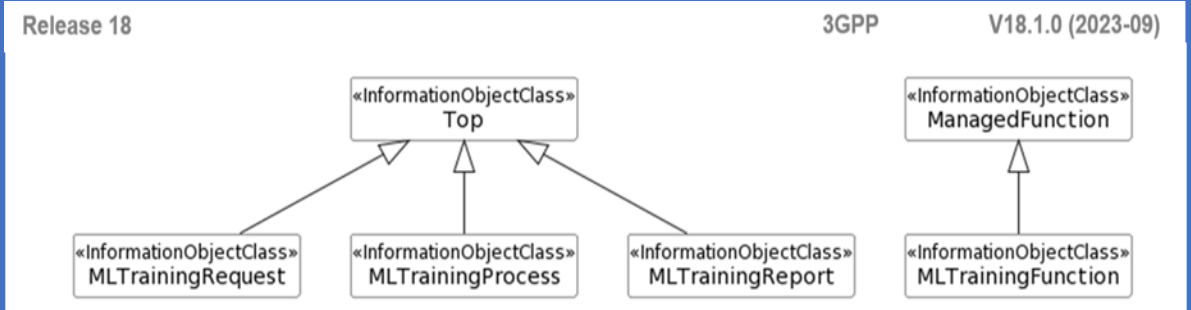 Release 18 3GPP V18.1.0 (2023-09)
«InformationObjectClass»
Top
«InformationObjectClass»
ManagedFunction
«InformationObjectClass»
MLTrainingRequest
«InformationObjectClass»
MLTrainingProcess
«InformationObjectClass»
MLTrainingReport
«InformationObjectClass»
MLTrainingFunction